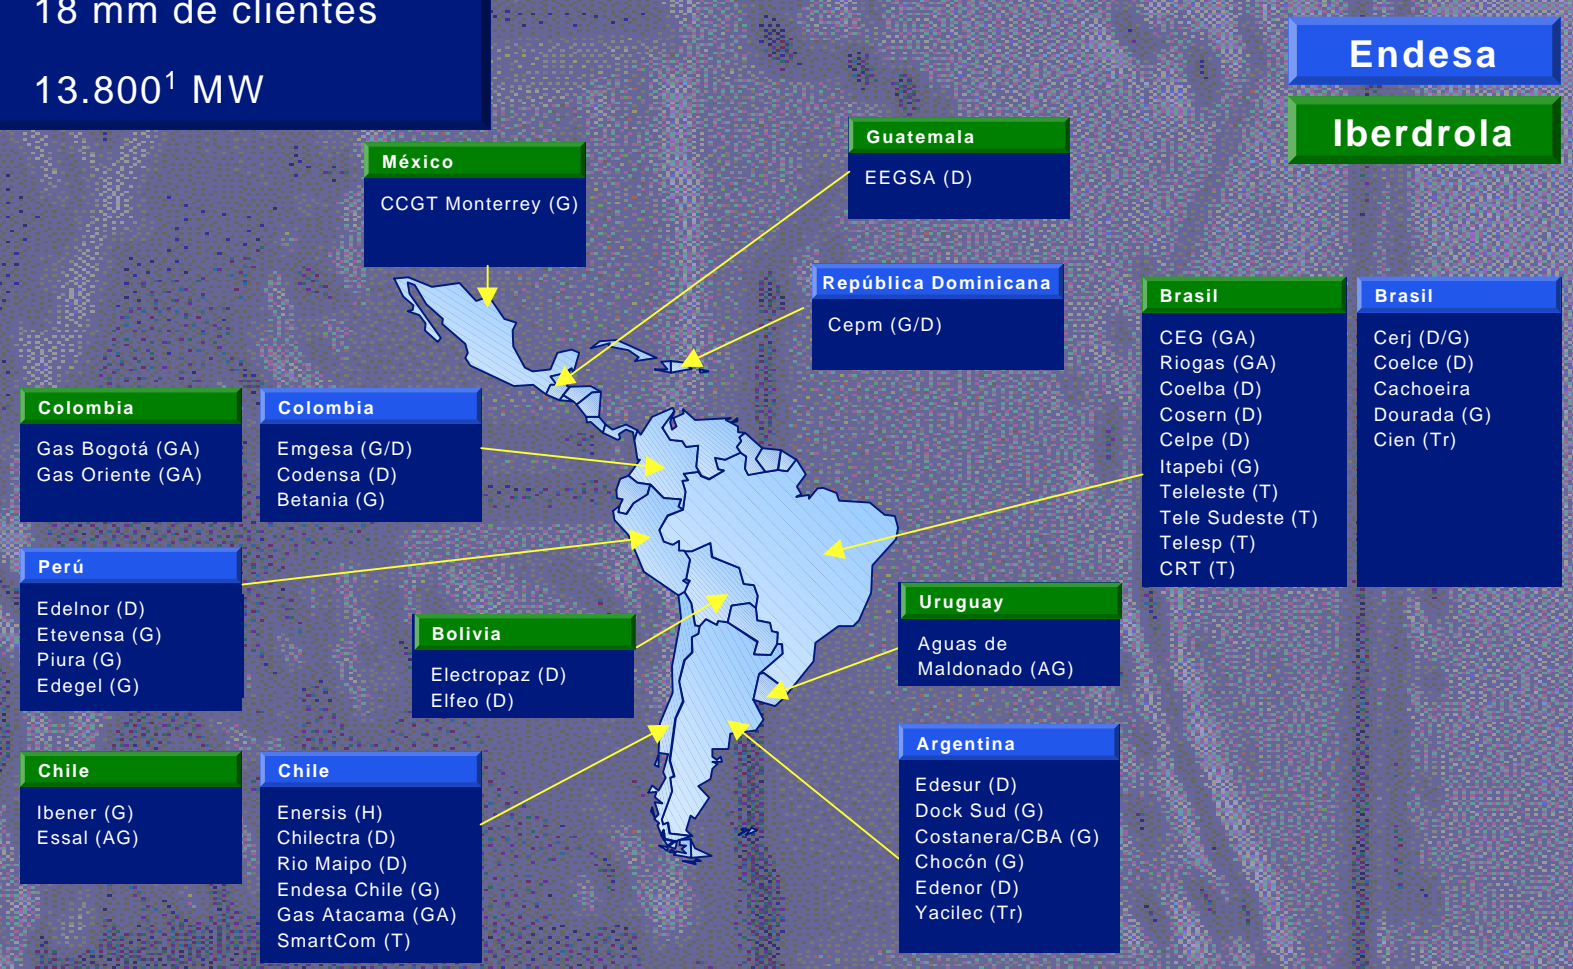 18 mm de clientes
13.800¹ MW
Endesa
Iberdrola
México
CCGT Monterrey (G)
Guatemala
EEGSA (D)
República Dominicana
Cepm (G/D)
Brasil
CEG (GA)
Riogas (GA)
Coelba (D)
Cosern (D)
Celpe (D)
Itapebi (G)
Teleleste (T)
Tele Sudeste (T)
Telesp (T)
CRT (T)
Brasil
Cerj (D/G)
Coelce (D)
Cachoeira
Dourada (G)
Cien (Tr)
Colombia
Gas Bogotá (GA)
Gas Oriente (GA)
Colombia
Emgesa (G/D)
Codensa (D)
Betania (G)
Perú
Edelnor (D)
Etevensa (G)
Piura (G)
Edegel (G)
Bolivia
Electropaz (D)
Elfeo (D)
Uruguay
Aguas de
Maldonado (AG)
Chile
Ibener (G)
Essal (AG)
Chile
Enersis (H)
Chilectra (D)
Rio Maipo (D)
Endesa Chile (G)
Gas Atacama (GA)
SmartCom (T)
Argentina
Edesur (D)
Dock Sud (G)
Costanera/CBA (G)
Chocón (G)
Edenor (D)
Yacilec (Tr)